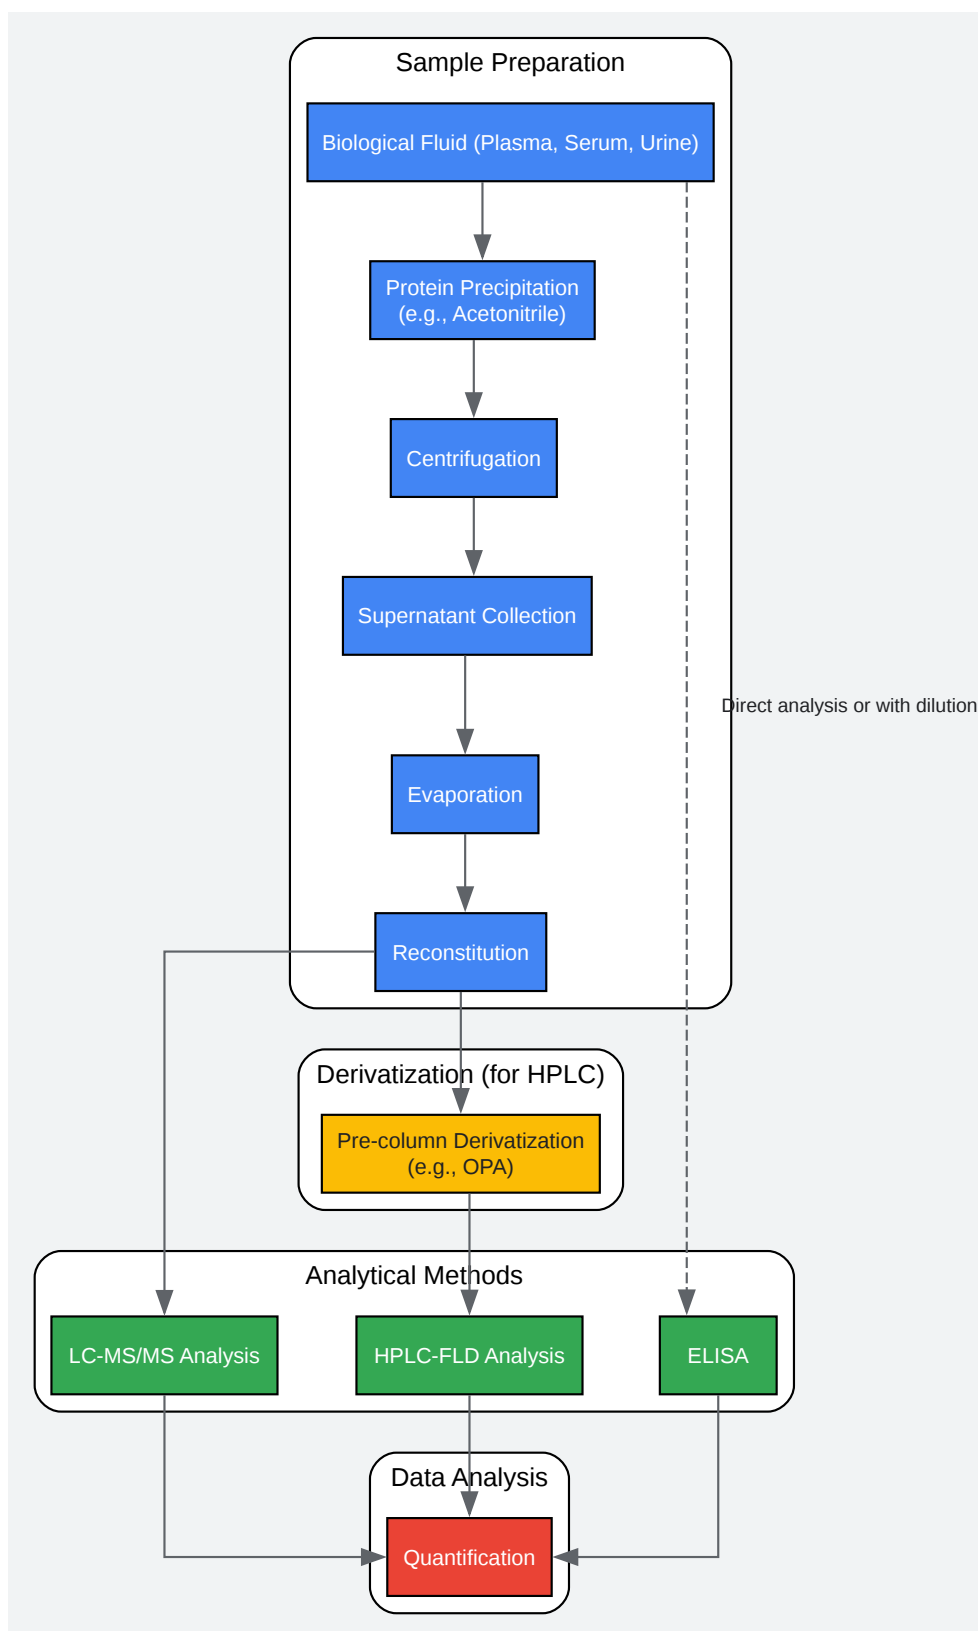 Sample Preparation
Biological Fluid (Plasma, Serum, Urine)
Protein Precipitation
(e.g., Acetonitrile)
Centrifugation
Supernatant Collection
Direct analysis or with dilution
Evaporation
Reconstitution
Derivatization (for HPLC)
Pre-column Derivatization
(e.g., OPA)
Analytical Methods
LC-MS/MS Analysis
HPLC-FLD Analysis
ELISA
Data Analysis
Quantification